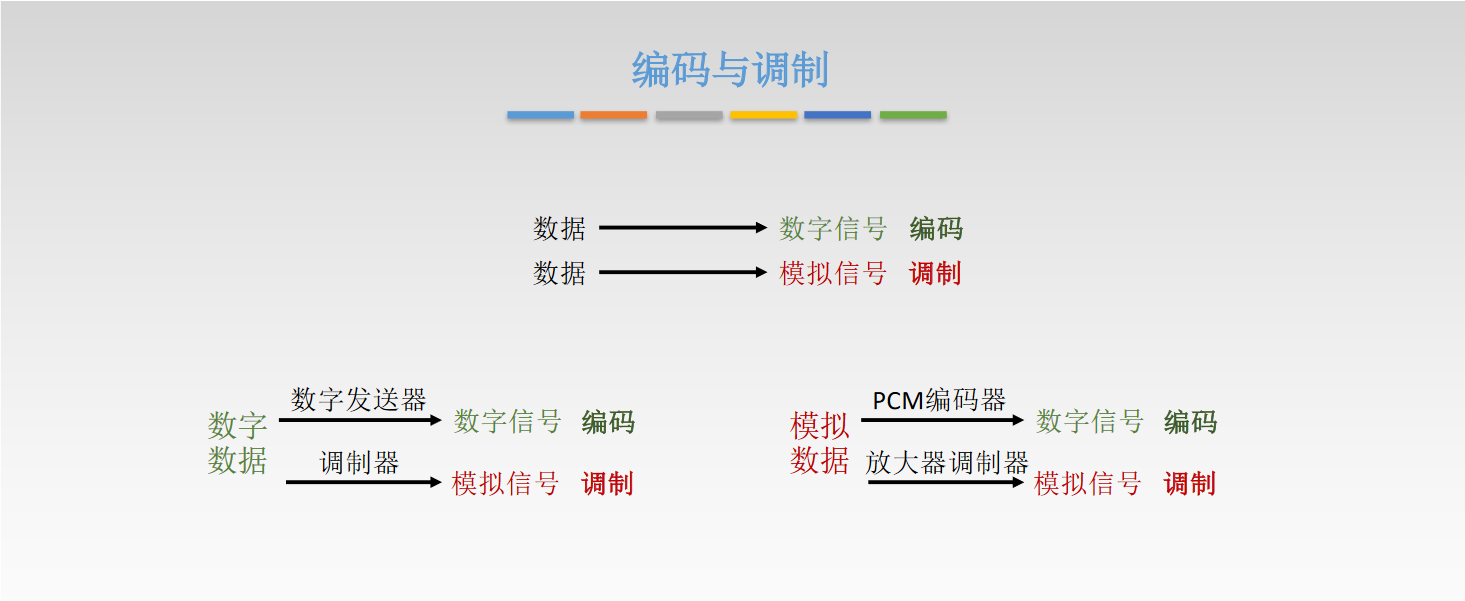 编码与调制
数据 数字信号 编码
数据 模拟信号 调制
数字发送器
数字 数字信号 编码
数据 调制器
模拟信号 调制
PCM编码器
模拟 数字信号 编码
数据 放大器调制器
模拟信号 调制